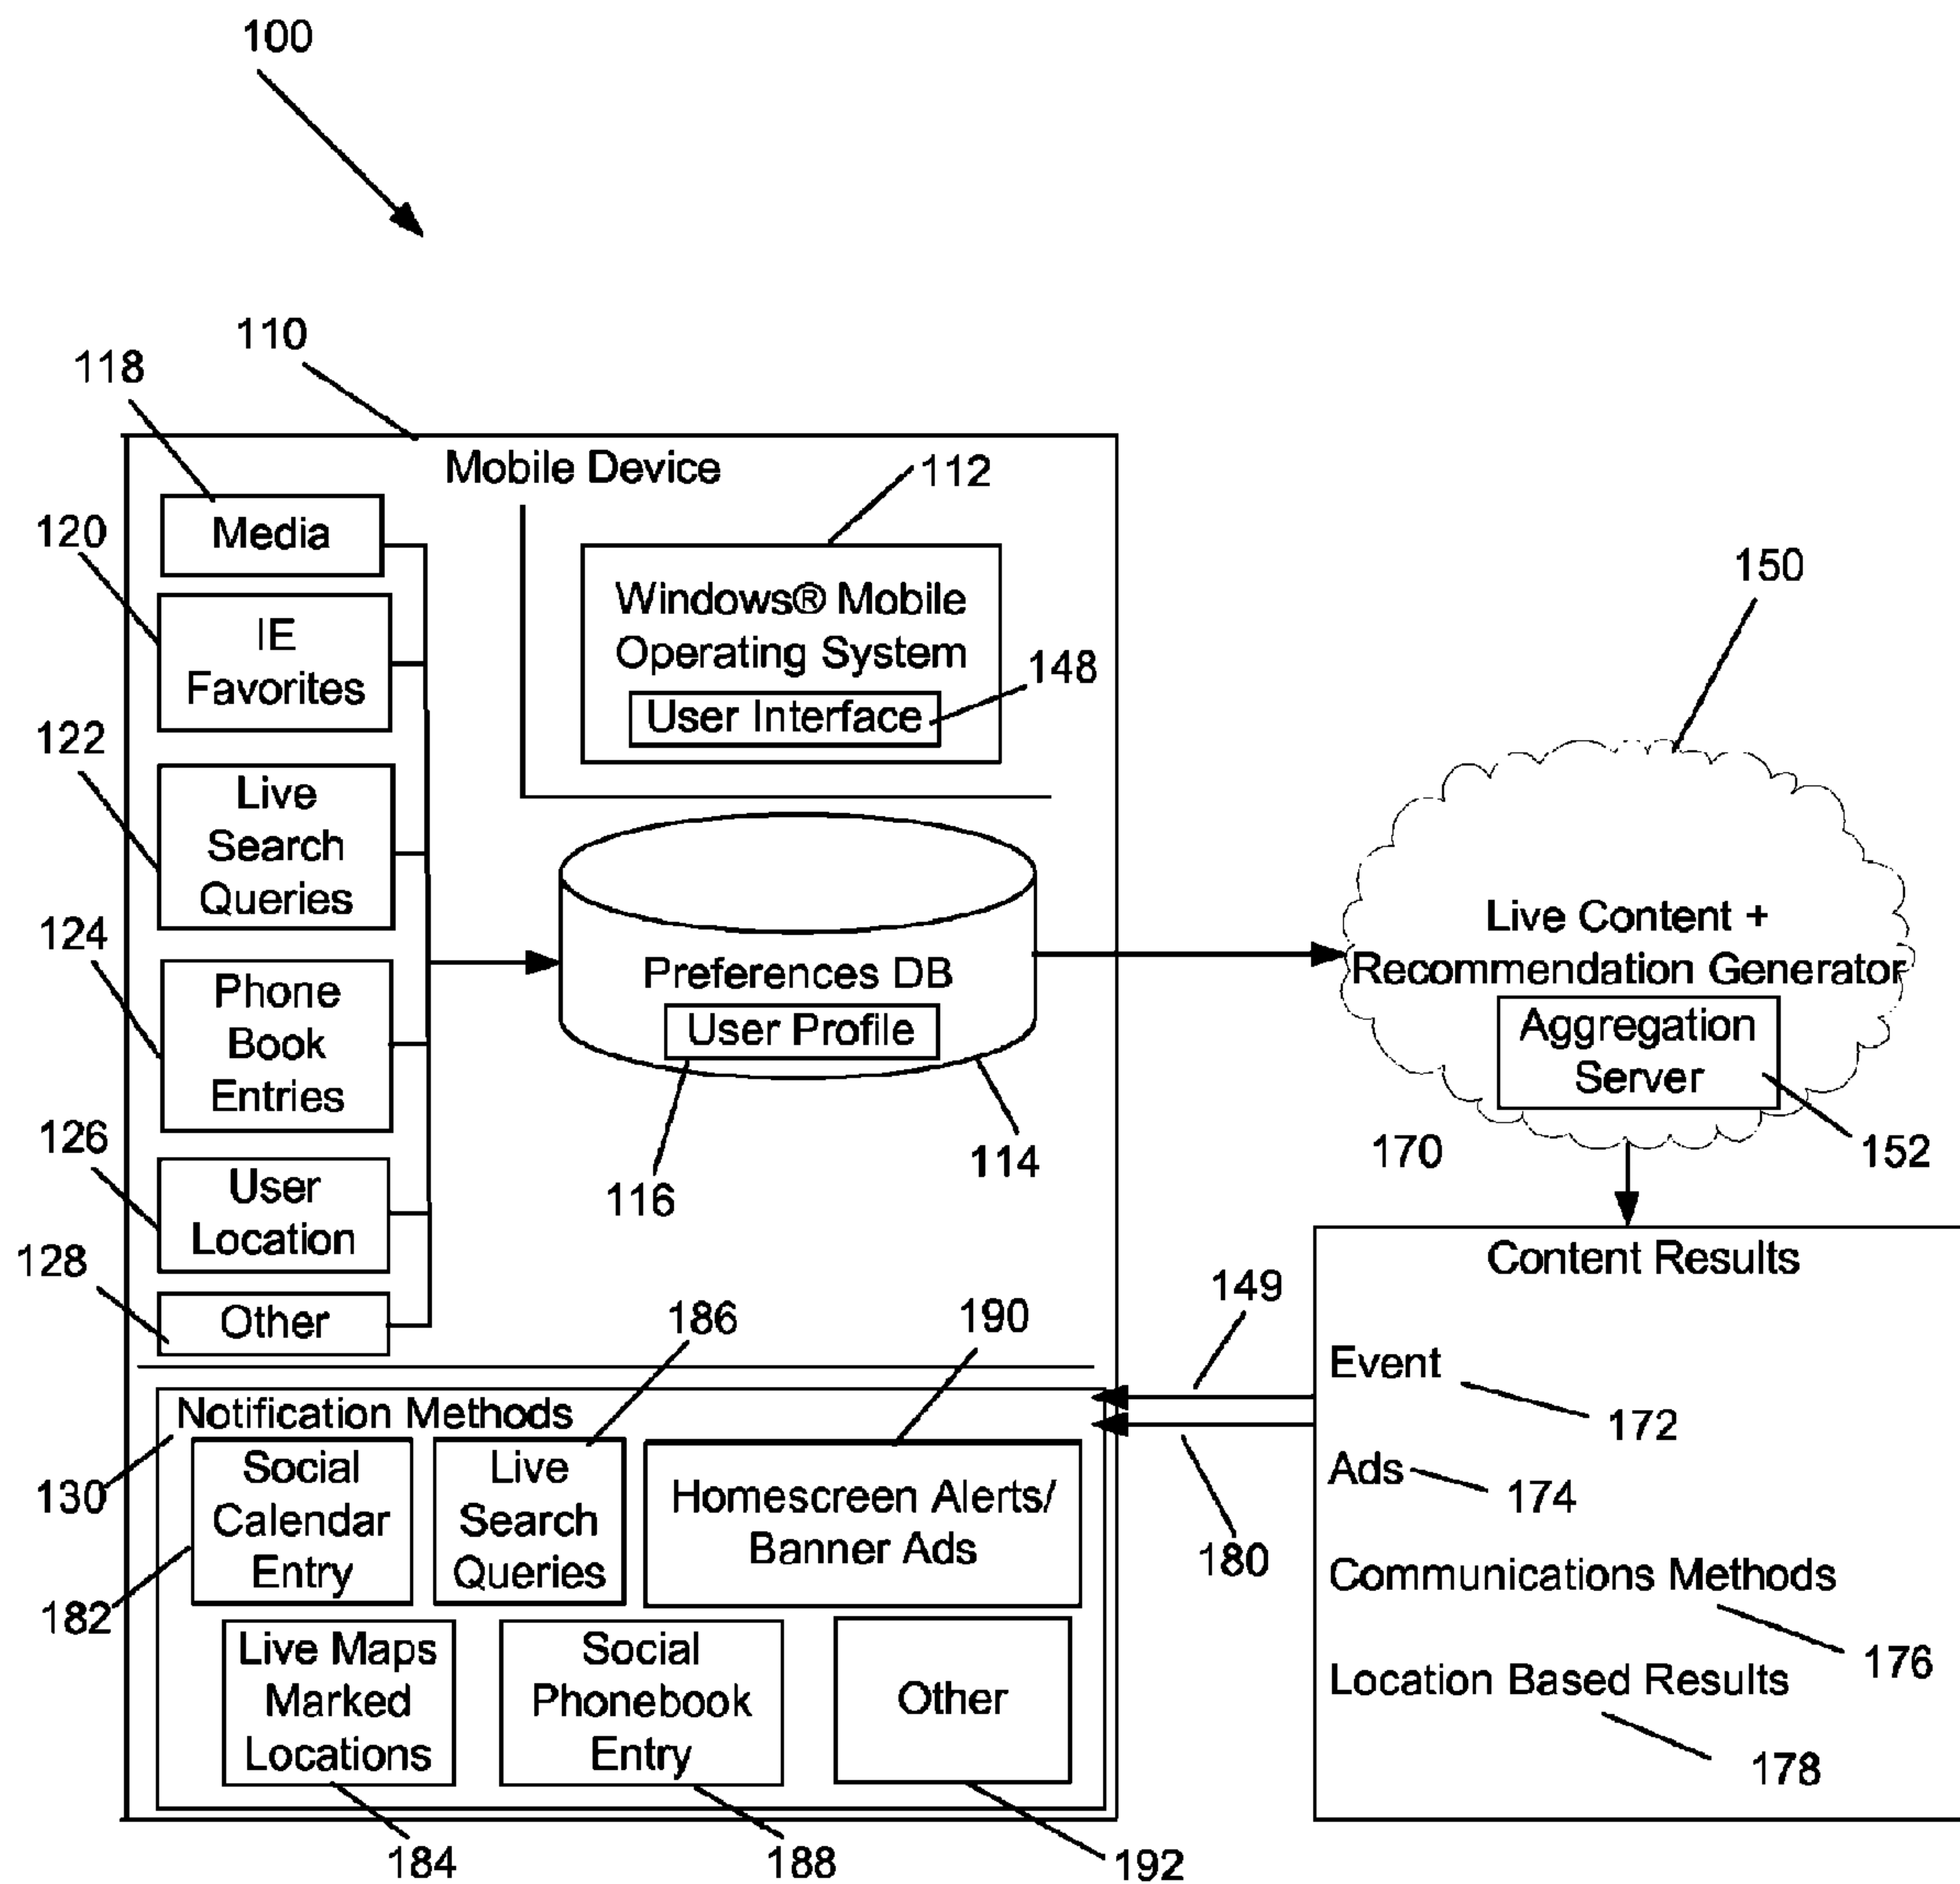 100
110
118
Mobile Device
112
Media
120
Windows® Mobile
Operating System
148
User Interface
IE
Favorites
122
Live
Search
Queries
150
124
Phone
Book
Entries
Preferences DB
User Profile
116
114
Live Content +
Recommendation Generator
Aggregation
Server
152
170
126
User
Location
128
Other
186
190
149
180
Content Results
Event
172
Ads
174
Communications Methods
176
Location Based Results
178
Notification Methods
130
Social
Calendar
Entry
182
Live
Search
Queries
Homescreen Alerts/
Banner Ads
Live Maps
Marked
Locations
Social
Phonebook
Entry
Other
184
188
192